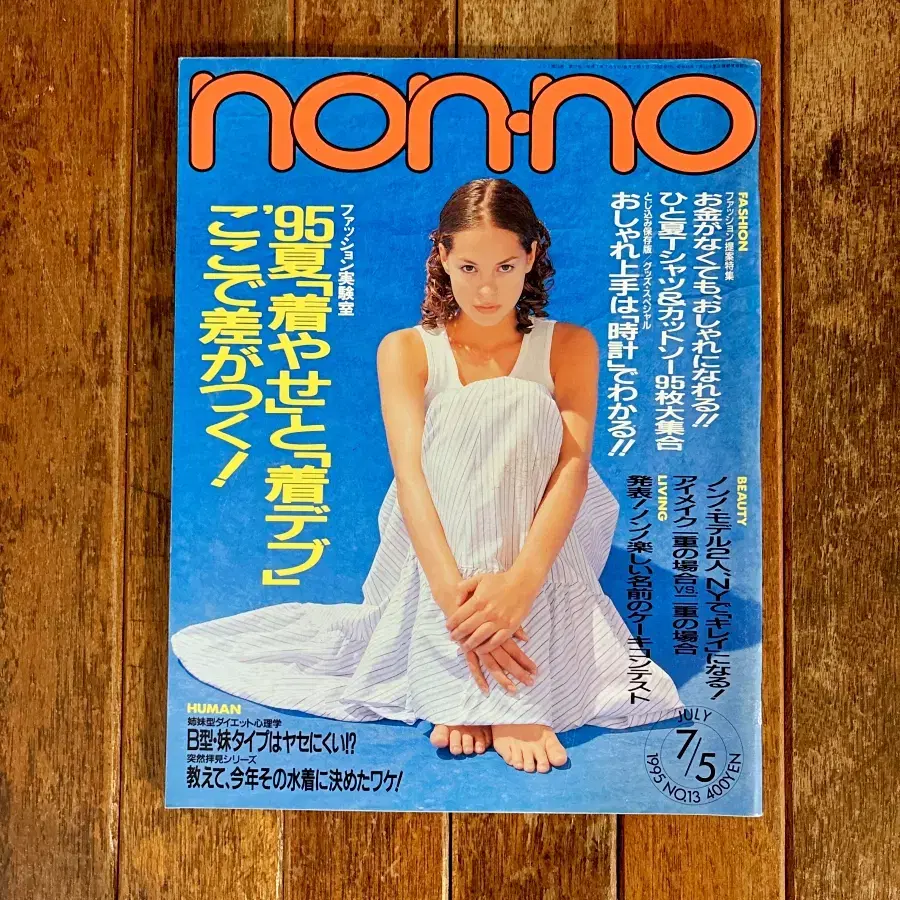 non·no
FASHION
ファッション提案特集
お金がなくても、おしゃれになれる!!
ひと夏Tシャツ&カットソー95枚大集合
とじ込み保存版/グッズ・スペシャル
おしゃれ上手は「時計」でわかる!!
ファッション実験室
'95夏「着やせ」と「着デブ」
ここで差がつく!
BEAUTY
ノンノ・モデル2人、NYで「キレイ」になる!
アイメイク 一重の場合VS.二重の場合
LIVING
発表!ノンノ楽しい名前のケーキコンテスト
HUMAN
姉妹型ダイエット心理学
B型・妹タイプはヤセにくい!?
突然拝見シリーズ
教えて、今年その水着に決めたワケ!
JULY
7/5
1995 NO.13 400YEN